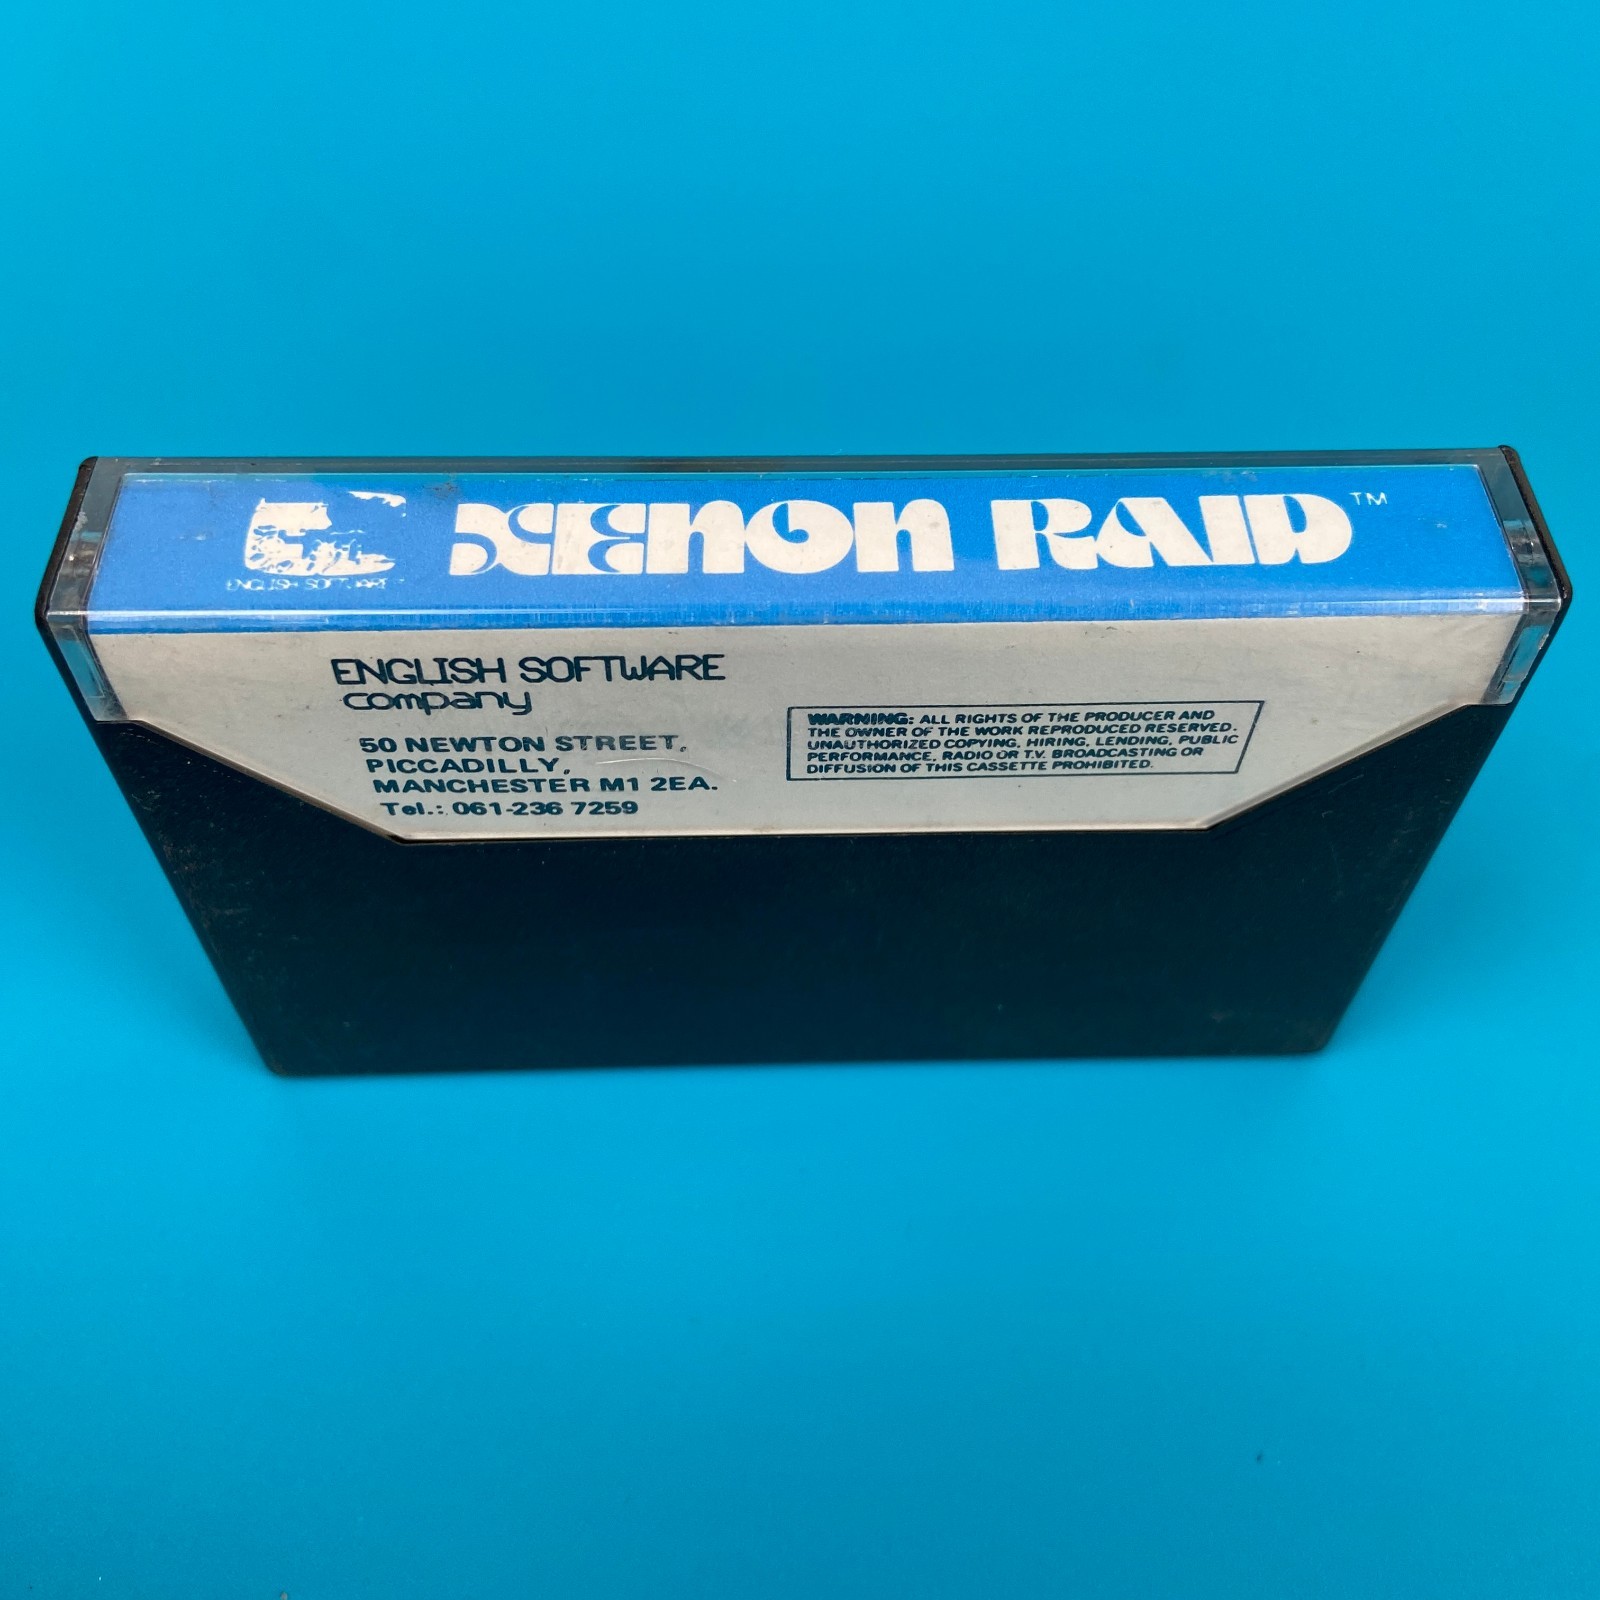 ENGLISH SOFTWARE
XENON RAID™
ENGLISH SOFTWARE
company
50 NEWTON STREET,
PICCADILLY,
MANCHESTER M1 2EA.
Tel.: 061-236 7259
WARNING: ALL RIGHTS OF THE PRODUCER AND
THE OWNER OF THE WORK REPRODUCED RESERVED.
UNAUTHORIZED COPYING, HIRING, LENDING, PUBLIC
PERFORMANCE, RADIO OR T.V. BROADCASTING OR
DIFFUSION OF THIS CASSETTE PROHIBITED.